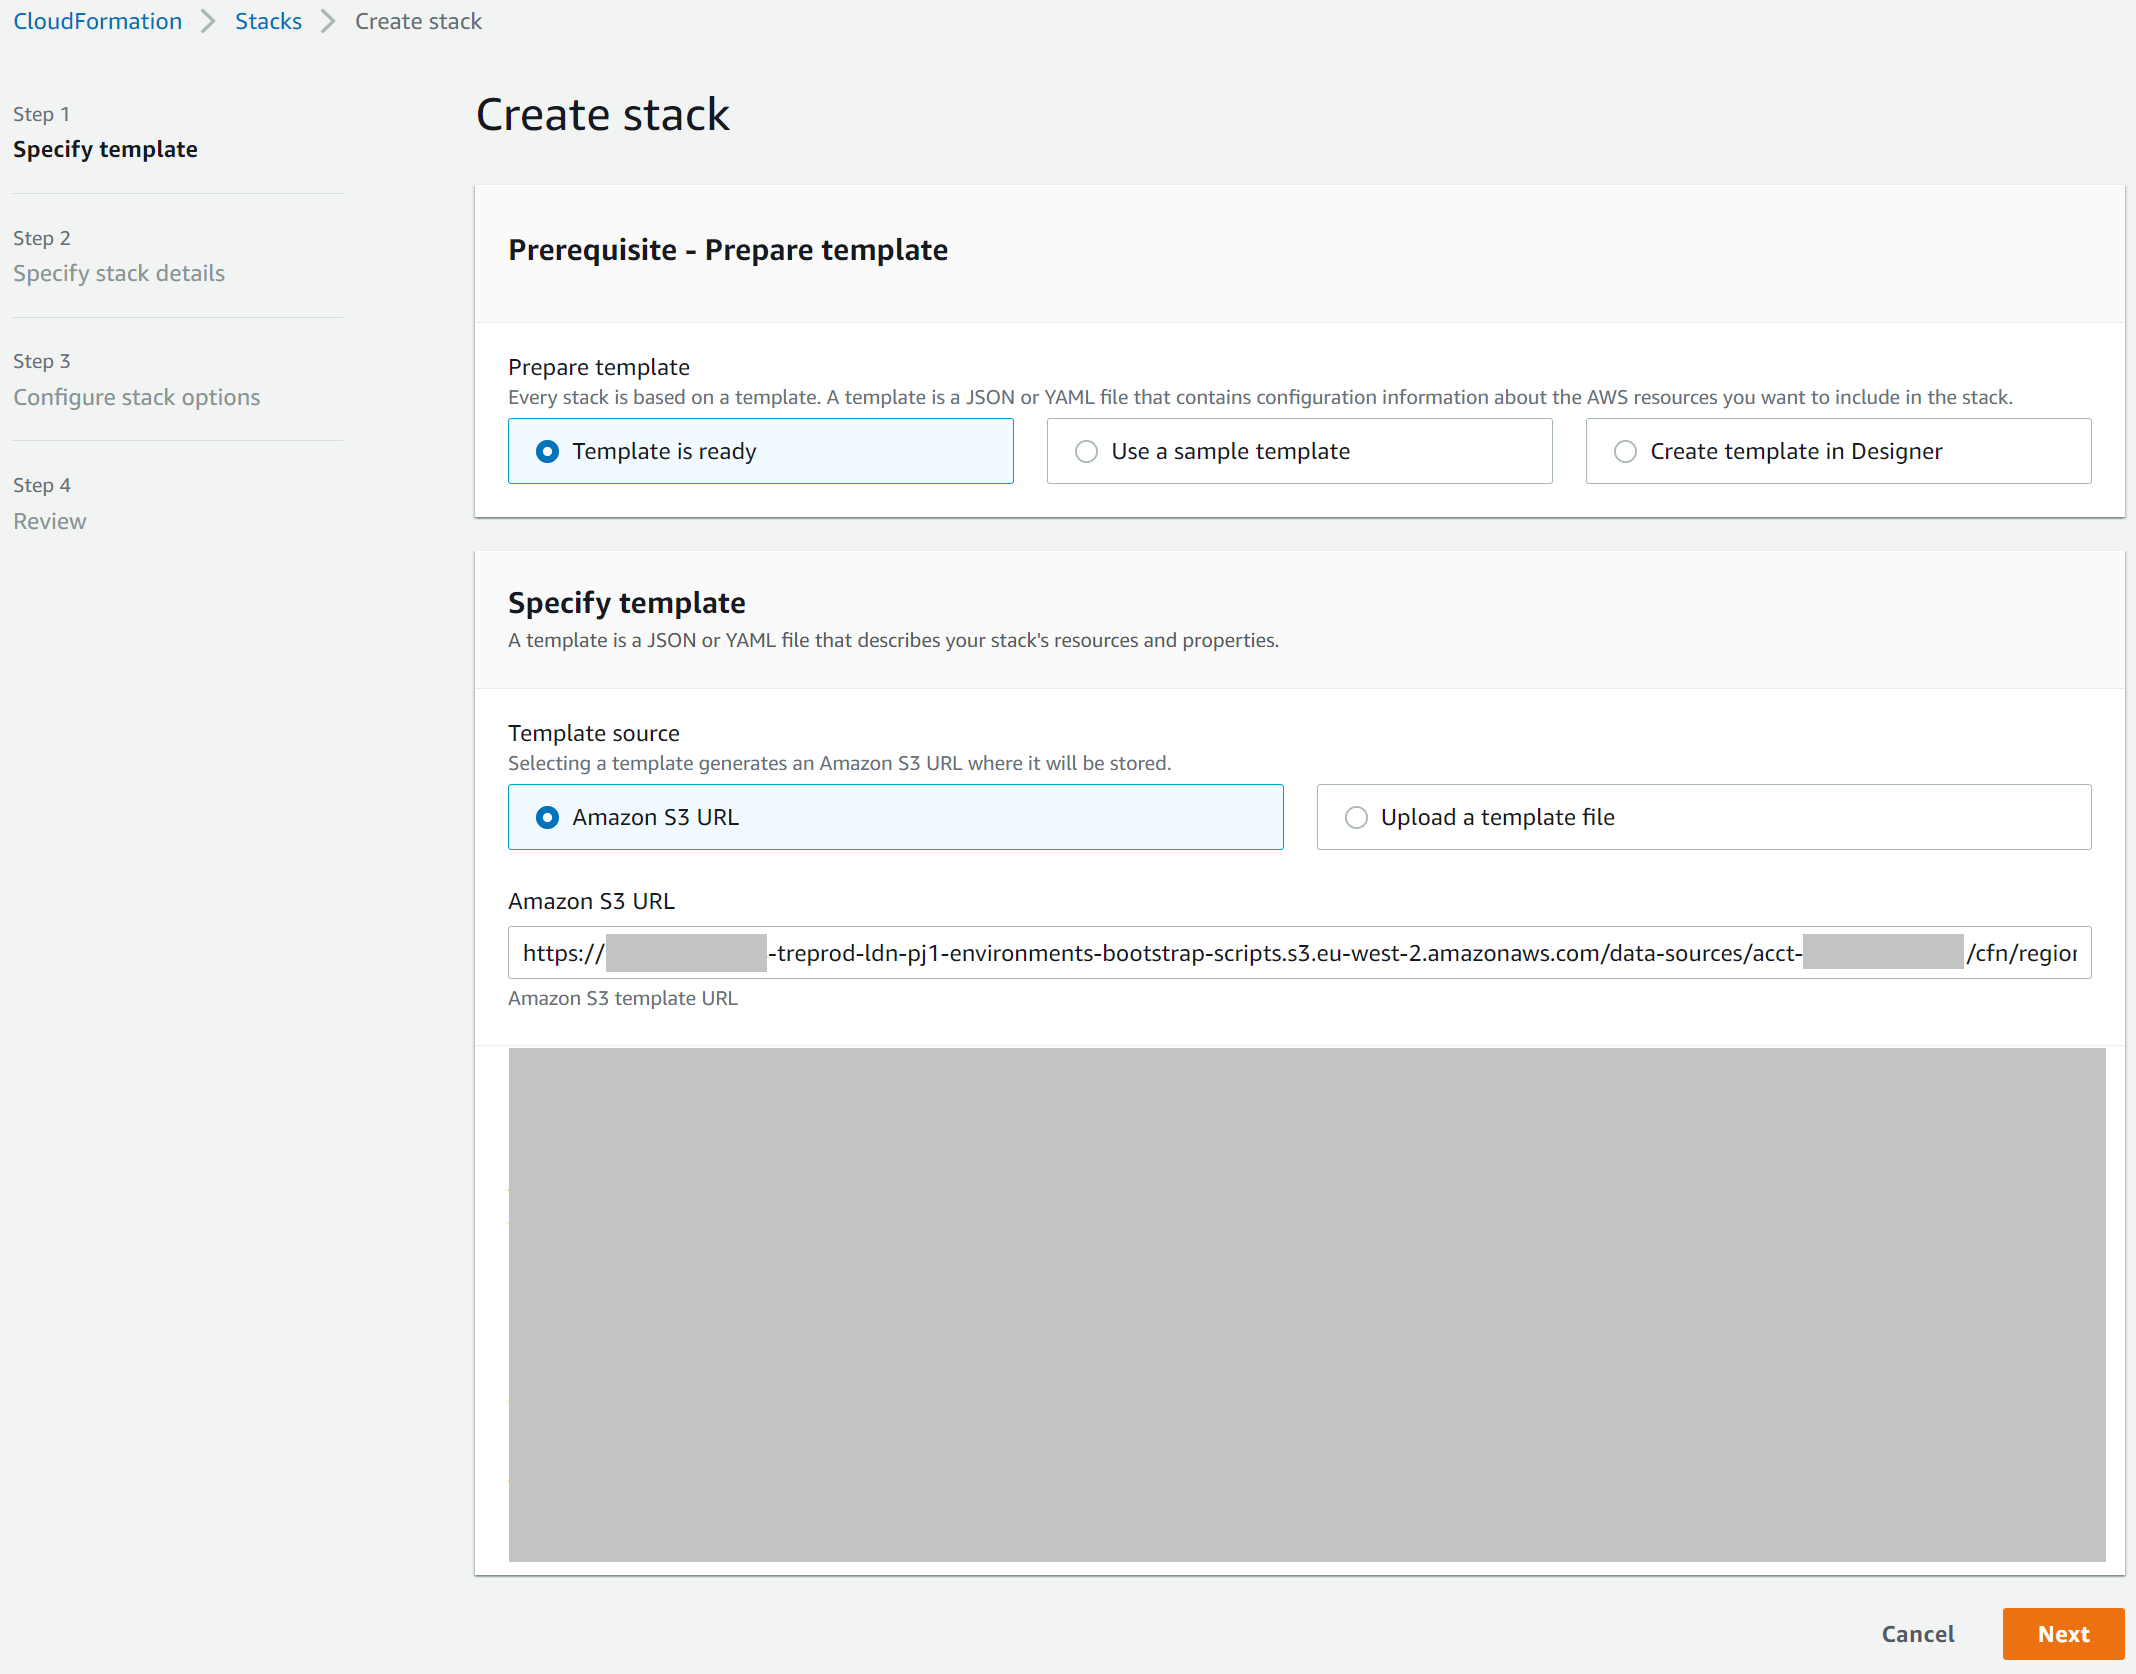 CloudFormation > Stacks > Create stack
Step 1
Specify template
Step 2
Specify stack details
Step 3
Configure stack options
Step 4
Review
Create stack
Prerequisite - Prepare template
Prepare template
Every stack is based on a template. A template is a JSON or YAML file that contains configuration information about the AWS resources you want to include in the stack.
Template is ready
Use a sample template
Create template in Designer
Specify template
A template is a JSON or YAML file that describes your stack's resources and properties.
Template source
Selecting a template generates an Amazon S3 URL where it will be stored.
Amazon S3 URL
Upload a template file
Amazon S3 URL
https:// -treprod-ldn-pj1-environments-bootstrap-scripts.s3.eu-west-2.amazonaws.com/data-sources/acct- /cfn/region
Amazon S3 template URL
Cancel
Next